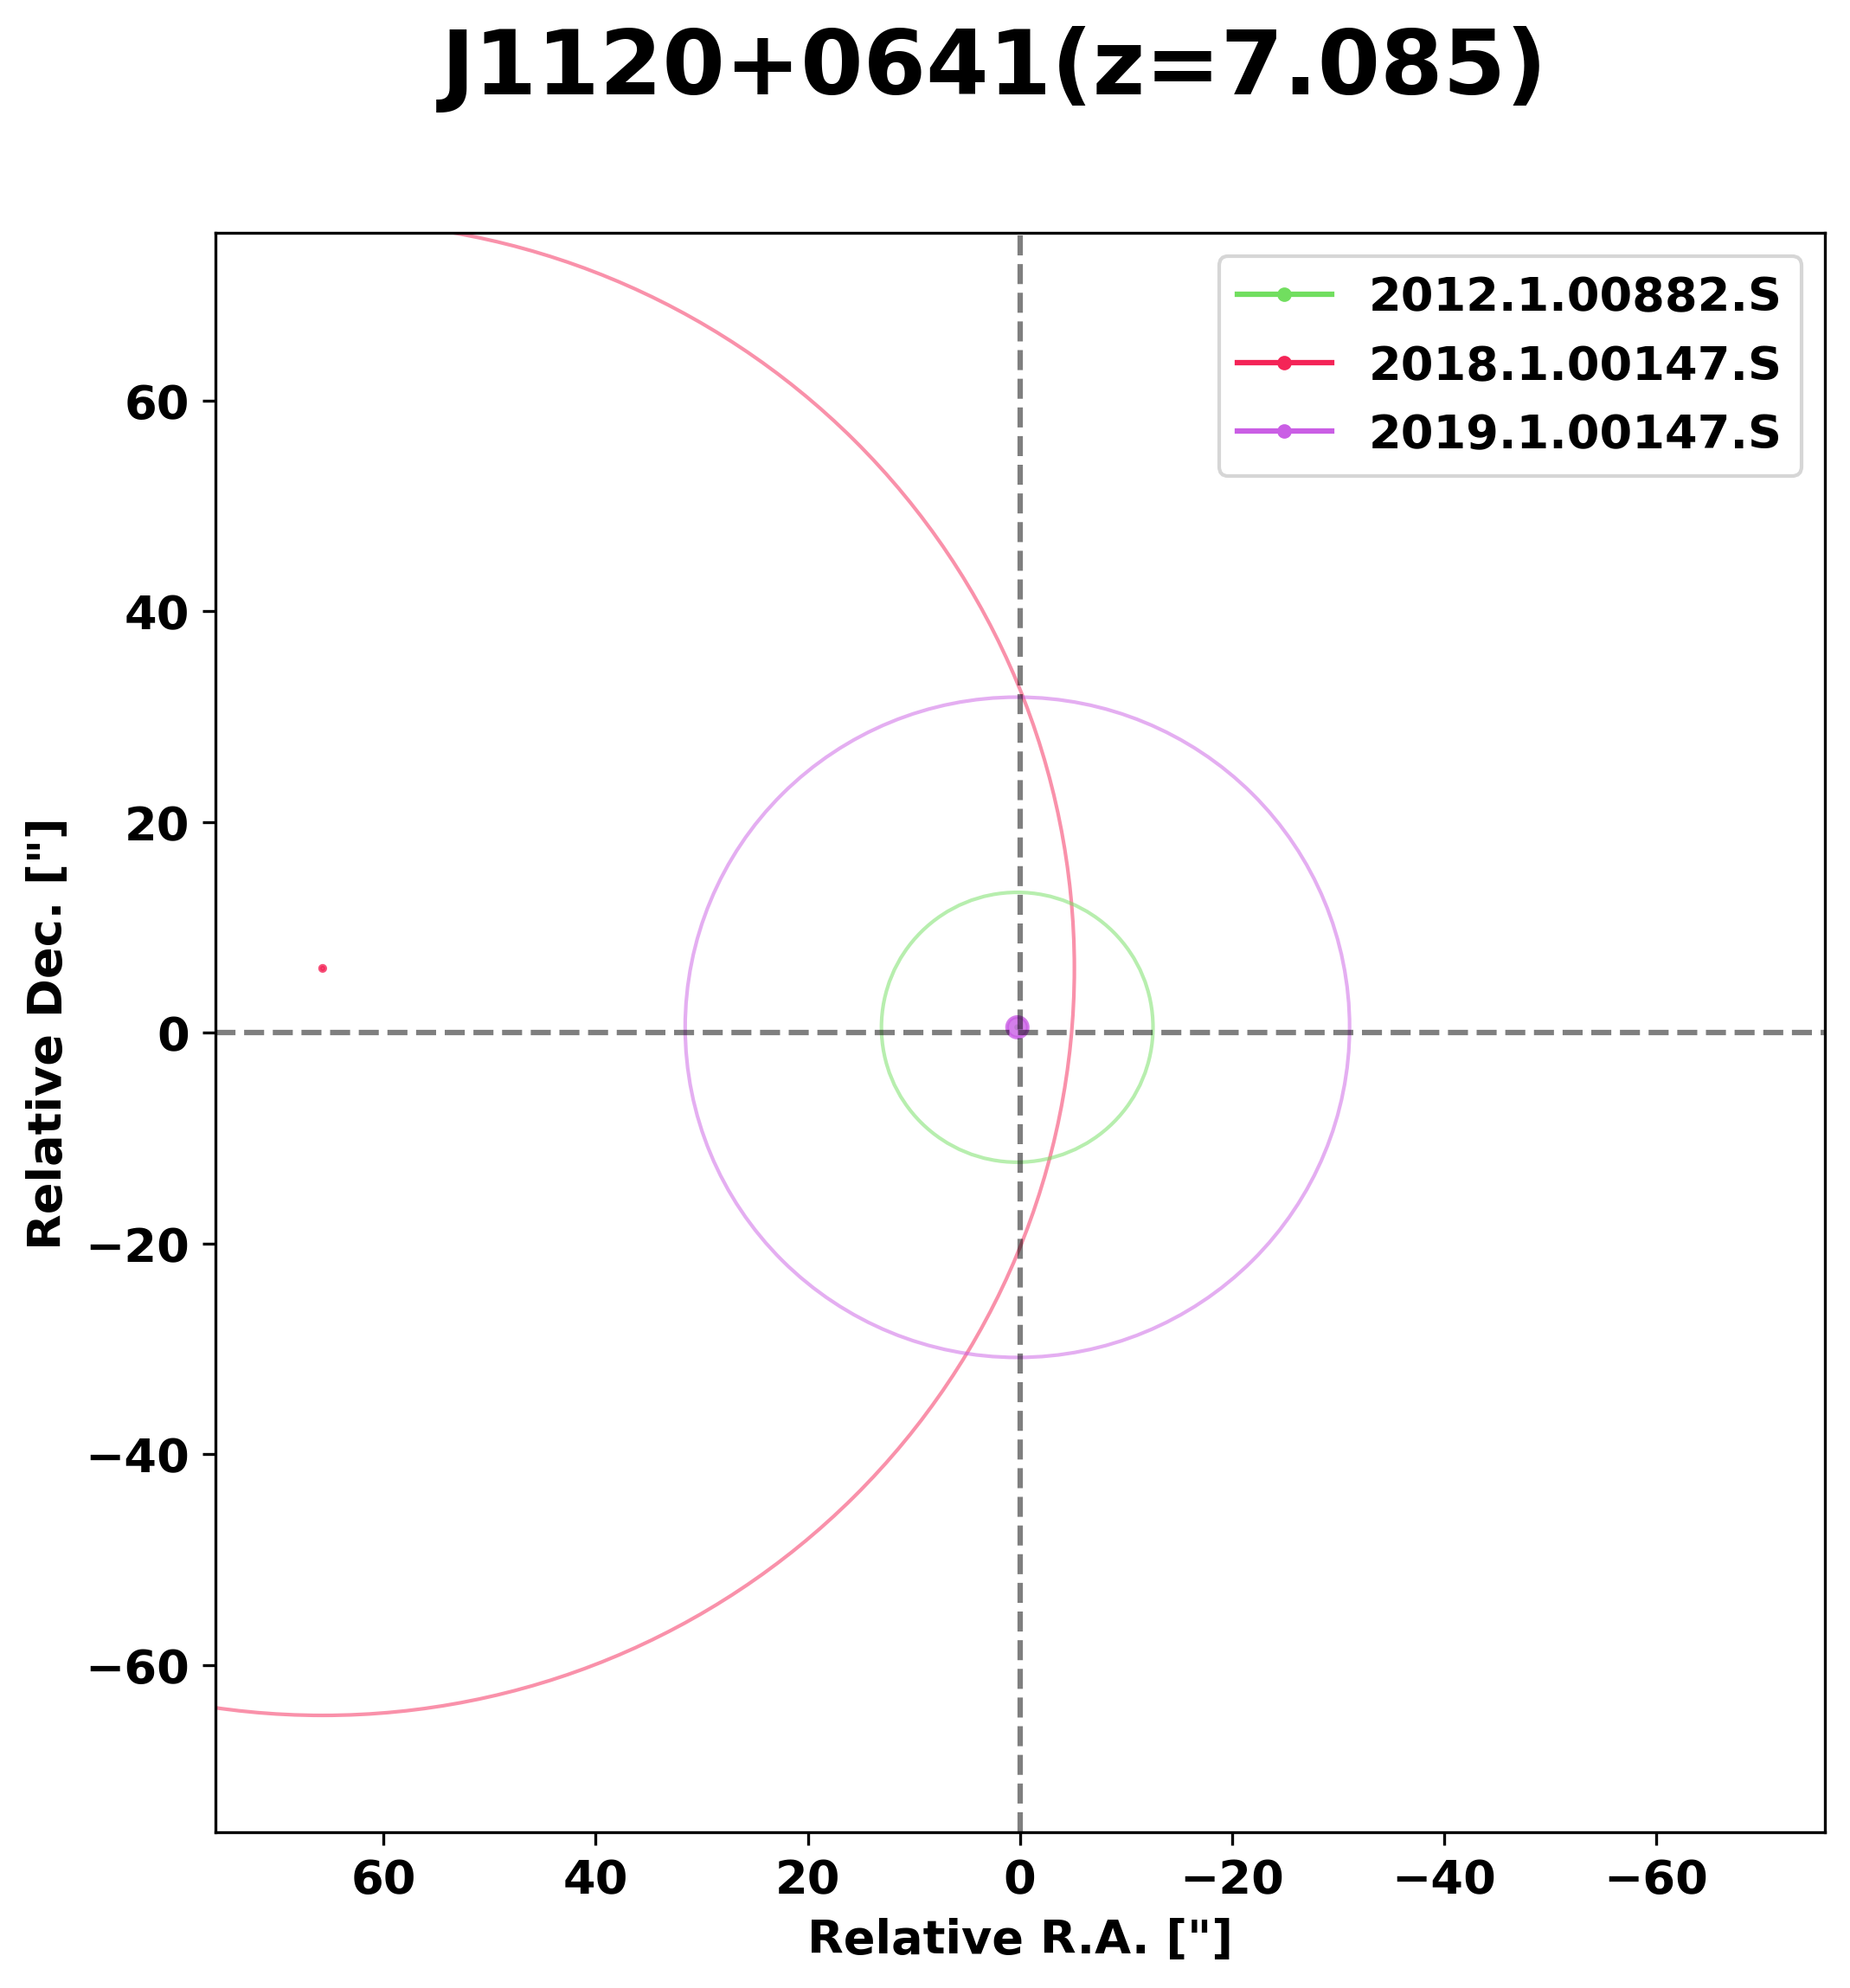 J1120+0641(z=7.085)
2012.1.00882.S
2018.1.00147.S
2019.1.00147.S
Relative Dec. ["]
60
40
20
0
−20
−40
−60
60 40 20 0 −20 −40 −60
Relative R.A. ["]